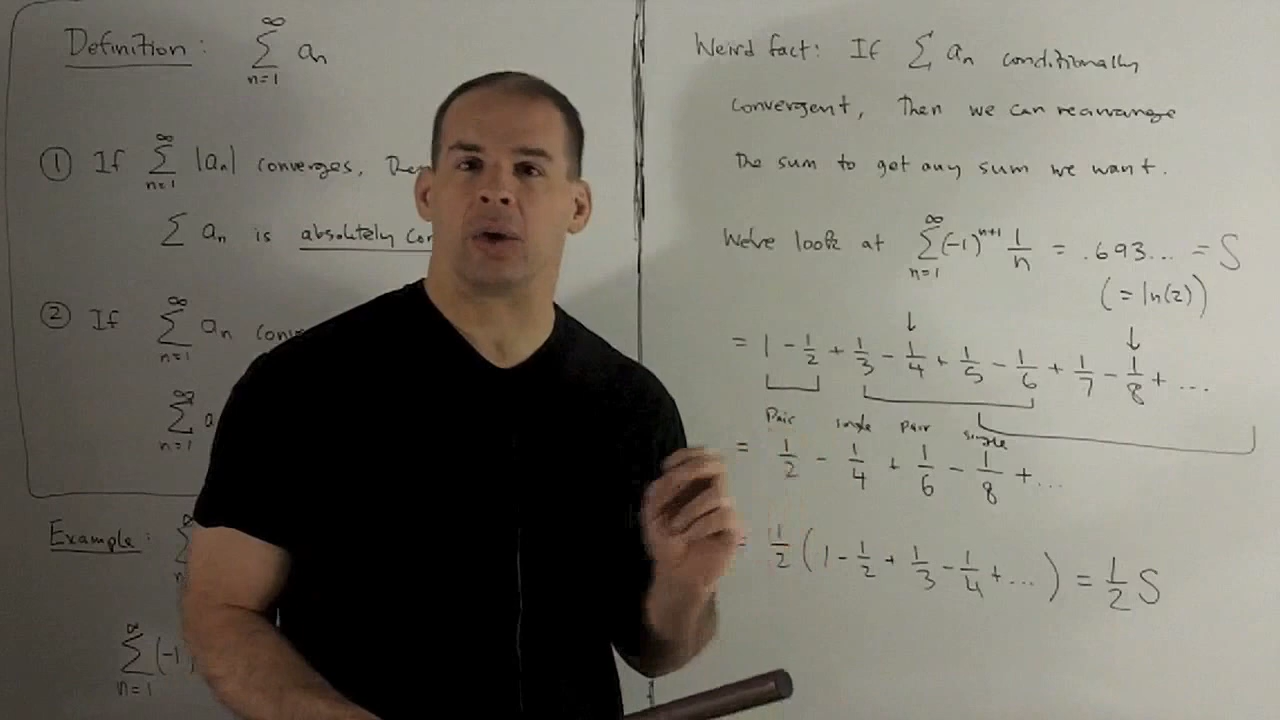 Definition: ∞∑n=1 an
① If ∞∑n=1 |an| converges, Then
∑ an is absolutely
② If ∞∑n=1 an
∞∑n=1 a
Example: ∞∑n
∞∑n=1 (-1)
Weird fact: If ∑ an conditionally
convergent, Then we can rearrange
The sum to get any sum we want.
We've look at ∞∑n=1 (-1)^n+1 1/n = .693... = S
(= ln(2))
↓ ↓
= 1 - 1/2 + 1/3 - 1/4 + 1/5 - 1/6 + 1/7 - 1/8 + ...
Pair single pair single
= 1/2 - 1/4 + 1/6 - 1/8 + ...
= 1/2 (1 - 1/2 + 1/3 - 1/4 + ...) = 1/2 S